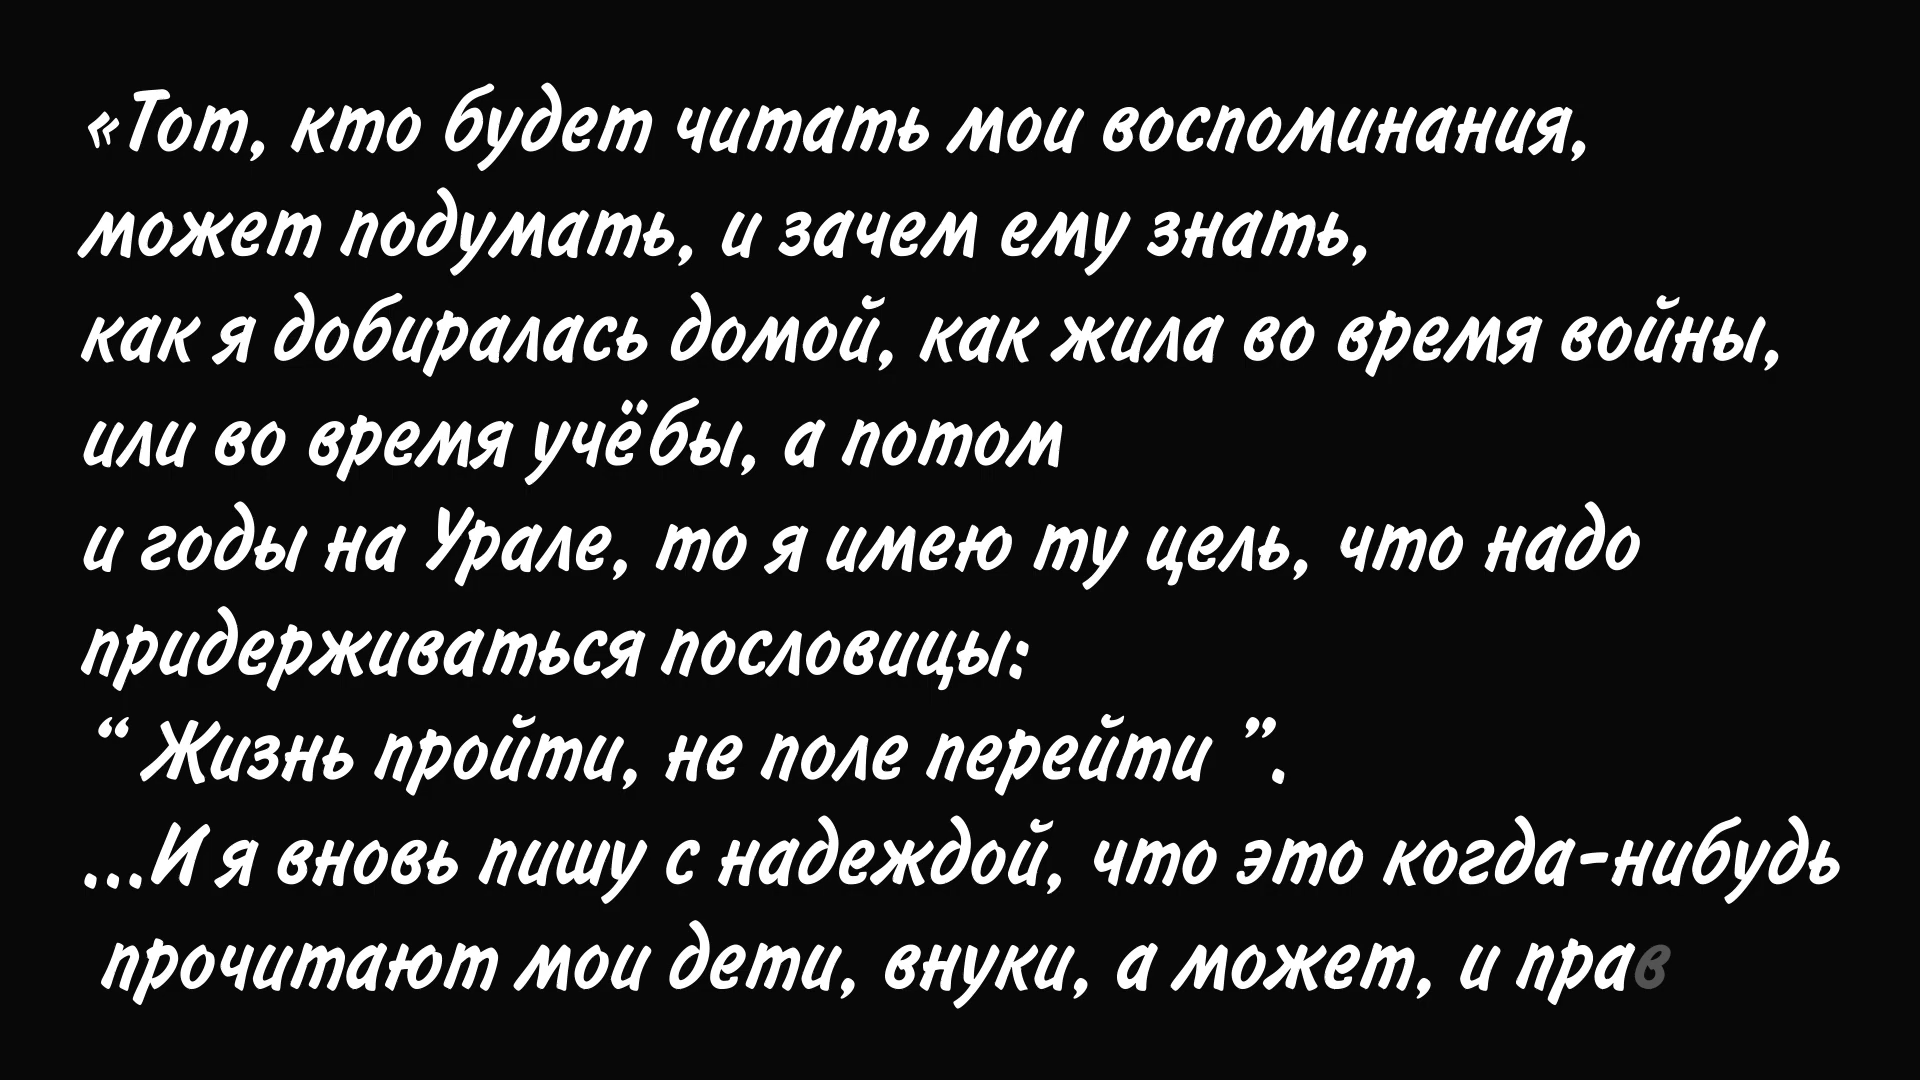 «Тот, кто будет читать мои воспоминания,
может подумать, и зачем ему знать,
как я добиралась домой, как жила во время войны,
или во время учёбы, а потом
и годы на Урале, то я имею ту цель, что надо
придерживаться пословицы:
“ Жизнь пройти, не поле перейти ”.
...И я вновь пишу с надеждой, что это когда-нибудь
прочитают мои дети, внуки, а может, и прав